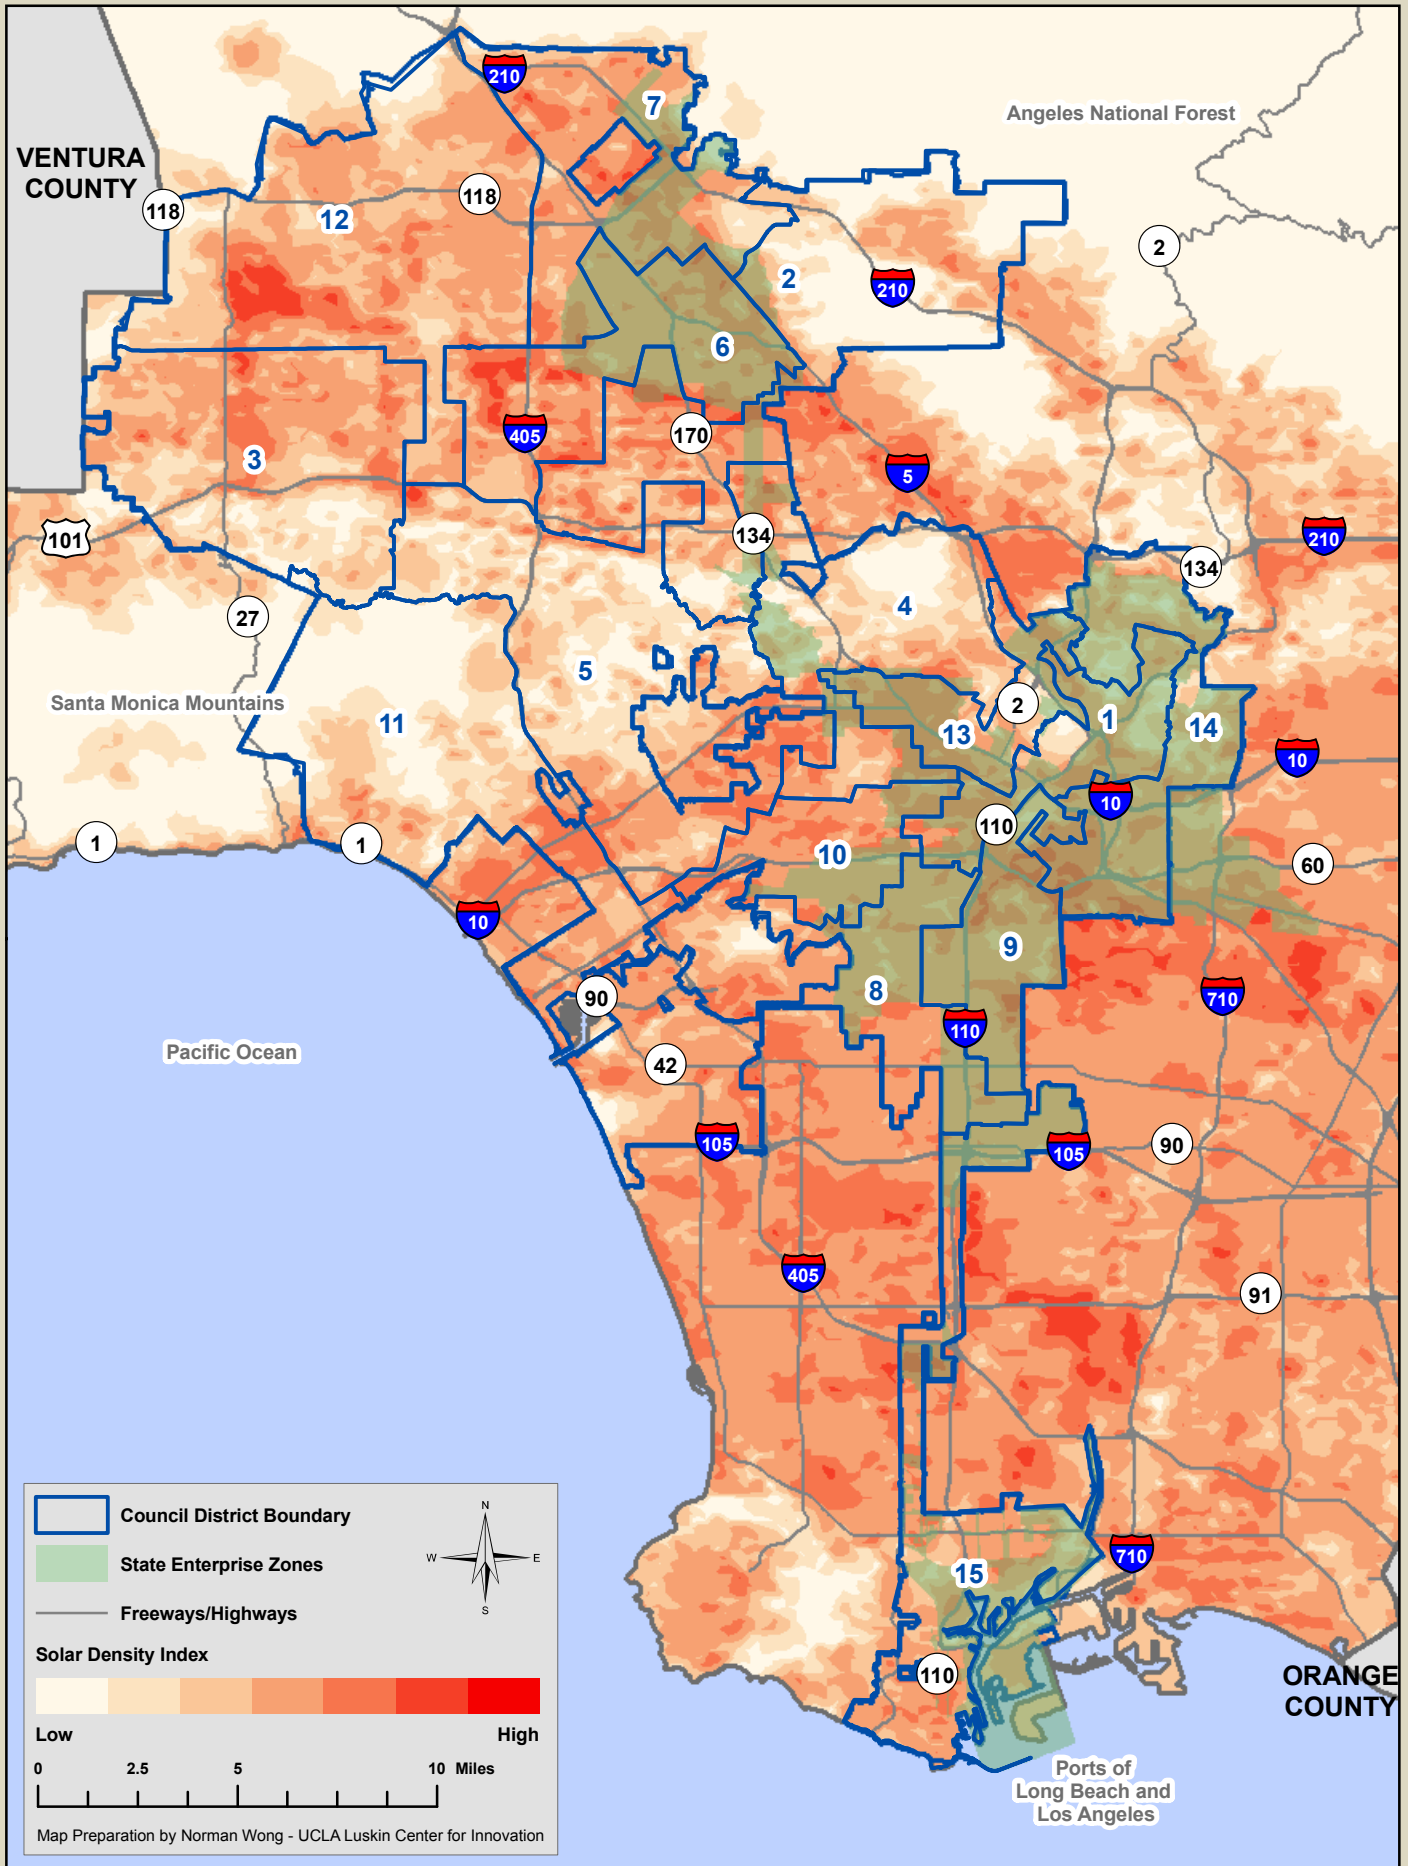 210
7
Angeles National Forest
VENTURA
COUNTY
118
118
12
2
2
210
6
405
170
3
5
101
134
210
134
27
4
5
Santa Monica Mountains
11
2
13
1
14
10
10
1
1
110
10
60
10
9
8
90
710
110
Pacific Ocean
42
105
105
90
405
91
Council District Boundary
N
W
E
S
State Enterprise Zones
Freeways/Highways
710
15
Solar Density Index
Low
High
110
ORANGE
COUNTY
0
2.5
5
10 Miles
Ports of
Long Beach and
Los Angeles
Map Preparation by Norman Wong - UCLA Luskin Center for Innovation